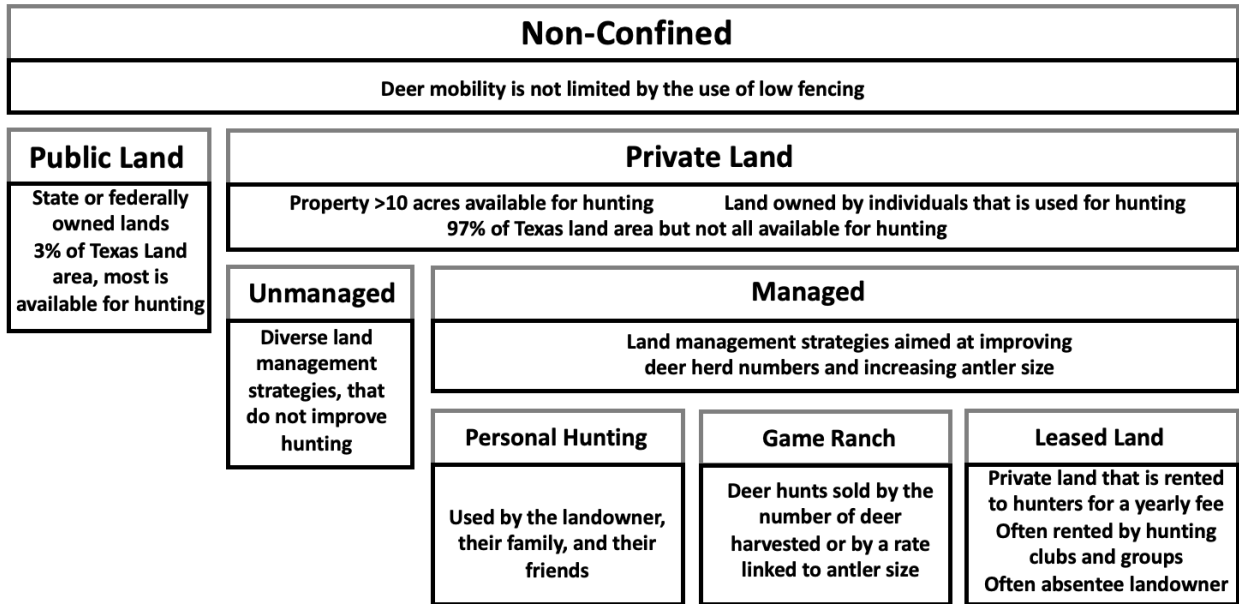 Non-Confined
Deer mobility is not limited by the use of low fencing
Public Land
State or federally
owned lands
3% of Texas Land
area, most is
available for hunting
Private Land
Property >10 acres available for hunting
Land owned by individuals that is used for hunting
97% of Texas land area but not all available for hunting
Unmanaged
Diverse land
management
strategies, that
do not improve
hunting
Managed
Land management strategies aimed at improving
deer herd numbers and increasing antler size
Personal Hunting
Used by the landowner,
their family, and their
friends
Game Ranch
Deer hunts sold by the
number of deer
harvested or by a rate
linked to antler size
Leased Land
Private land that is rented
to hunters for a yearly fee
Often rented by hunting
clubs and groups
Often absentee landowner